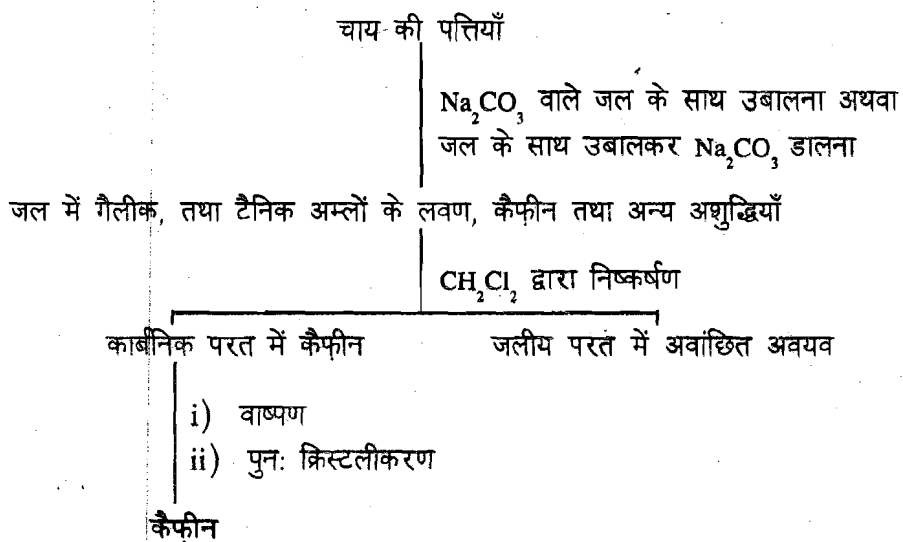 चाय की पत्तियाँ
Na₂CO₃ वाले जल के साथ उबालना अथवा
जल के साथ उबालकर Na₂CO₃ डालना
जल में गैलीक, तथा टैनिक अम्लों के लवण, कैफ़ीन तथा अन्य अशुद्धियाँ
CH₂Cl₂ द्वारा निष्कर्षण
कार्बनिक परत में कैफ़ीन जलीय परत में अवांछित अवयव
i) वाष्पण
ii) पुनः क्रिस्टलीकरण
कैफ़ीन